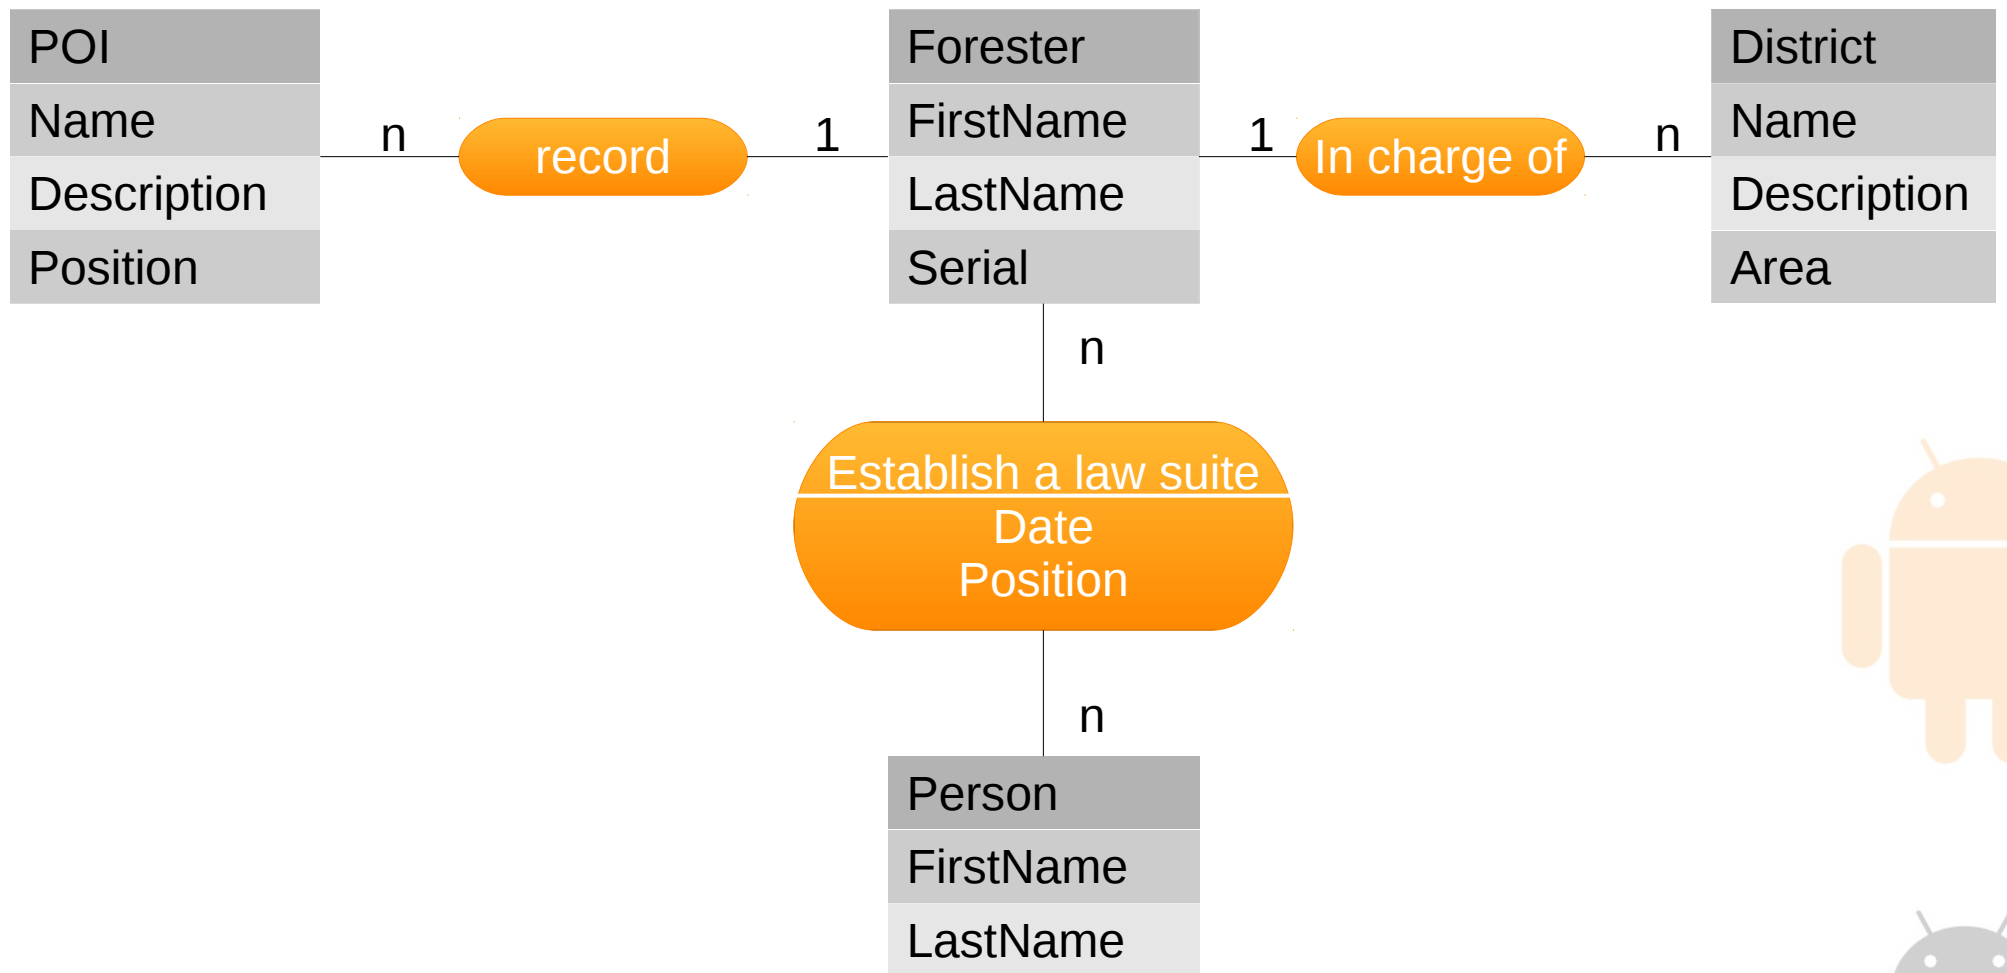 POI
Name
Description
Position
n
record
1
Forester
FirstName
LastName
Serial
1
In charge of
n
District
Name
Description
Area
n
Establish a law suite
Date
Position
n
Person
FirstName
LastName